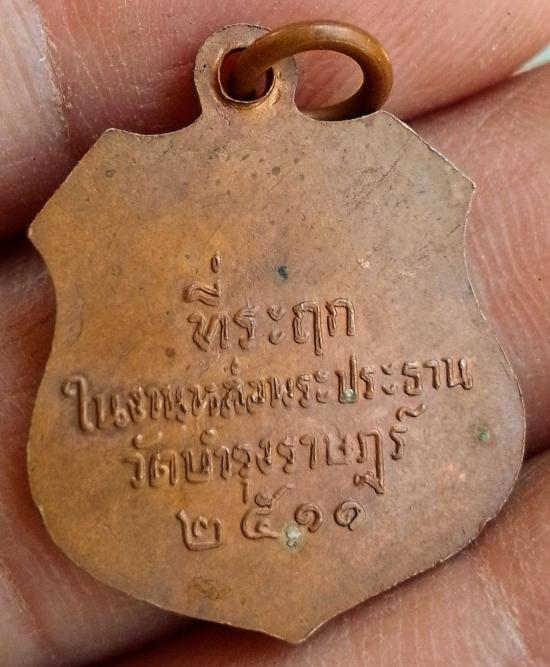 ที่ระฤก
ในงานหล่อพระประธาน
วัดบำรุงราษฎร์
๒๕๑๑